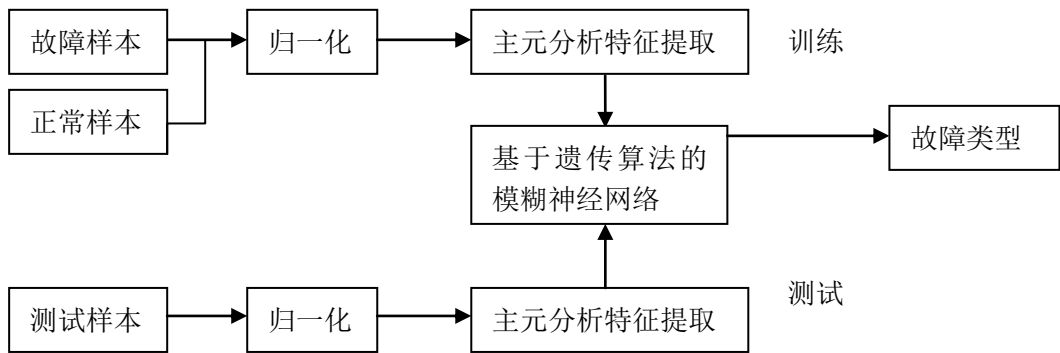 故障样本
归一化
主元分析特征提取
训练
正常样本
基于遗传算法的
模糊神经网络
故障类型
测试样本
归一化
主元分析特征提取
测试